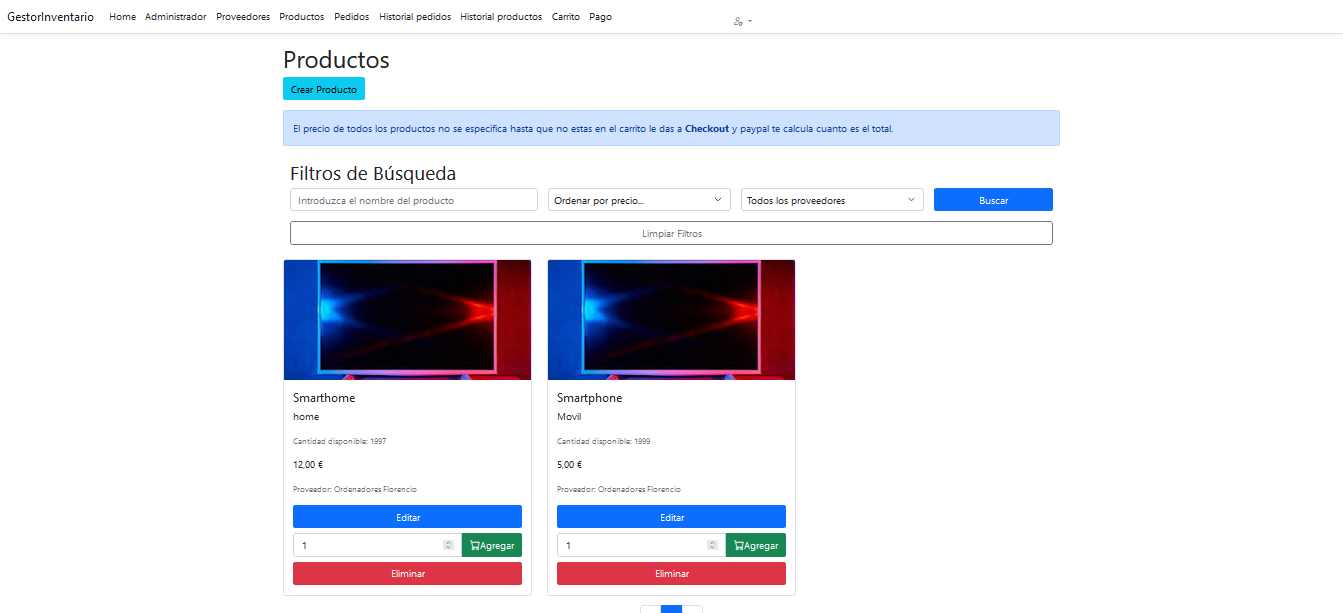 GestorInventario Home Administrador Proveedores Productos Pedidos Historial pedidos Historial productos Carrito Pago
Productos
Crear Producto
El precio de todos los productos no se especifica hasta que no estas en el carrito le das a Checkout y paypal te calcula cuanto es el total.
Filtros de Búsqueda
Introduzca el nombre del producto Ordenar por precio... Todos los proveedores Buscar
Limpiar Filtros
Smarthome
home
Cantidad disponible: 1997
12,00 €
Proveedor: Ordenadores Florencio
Editar
1 Agregar
Eliminar
Smartphone
Movil
Cantidad disponible: 1999
5,00 €
Proveedor: Ordenadores Florencio
Editar
1 Agregar
Eliminar